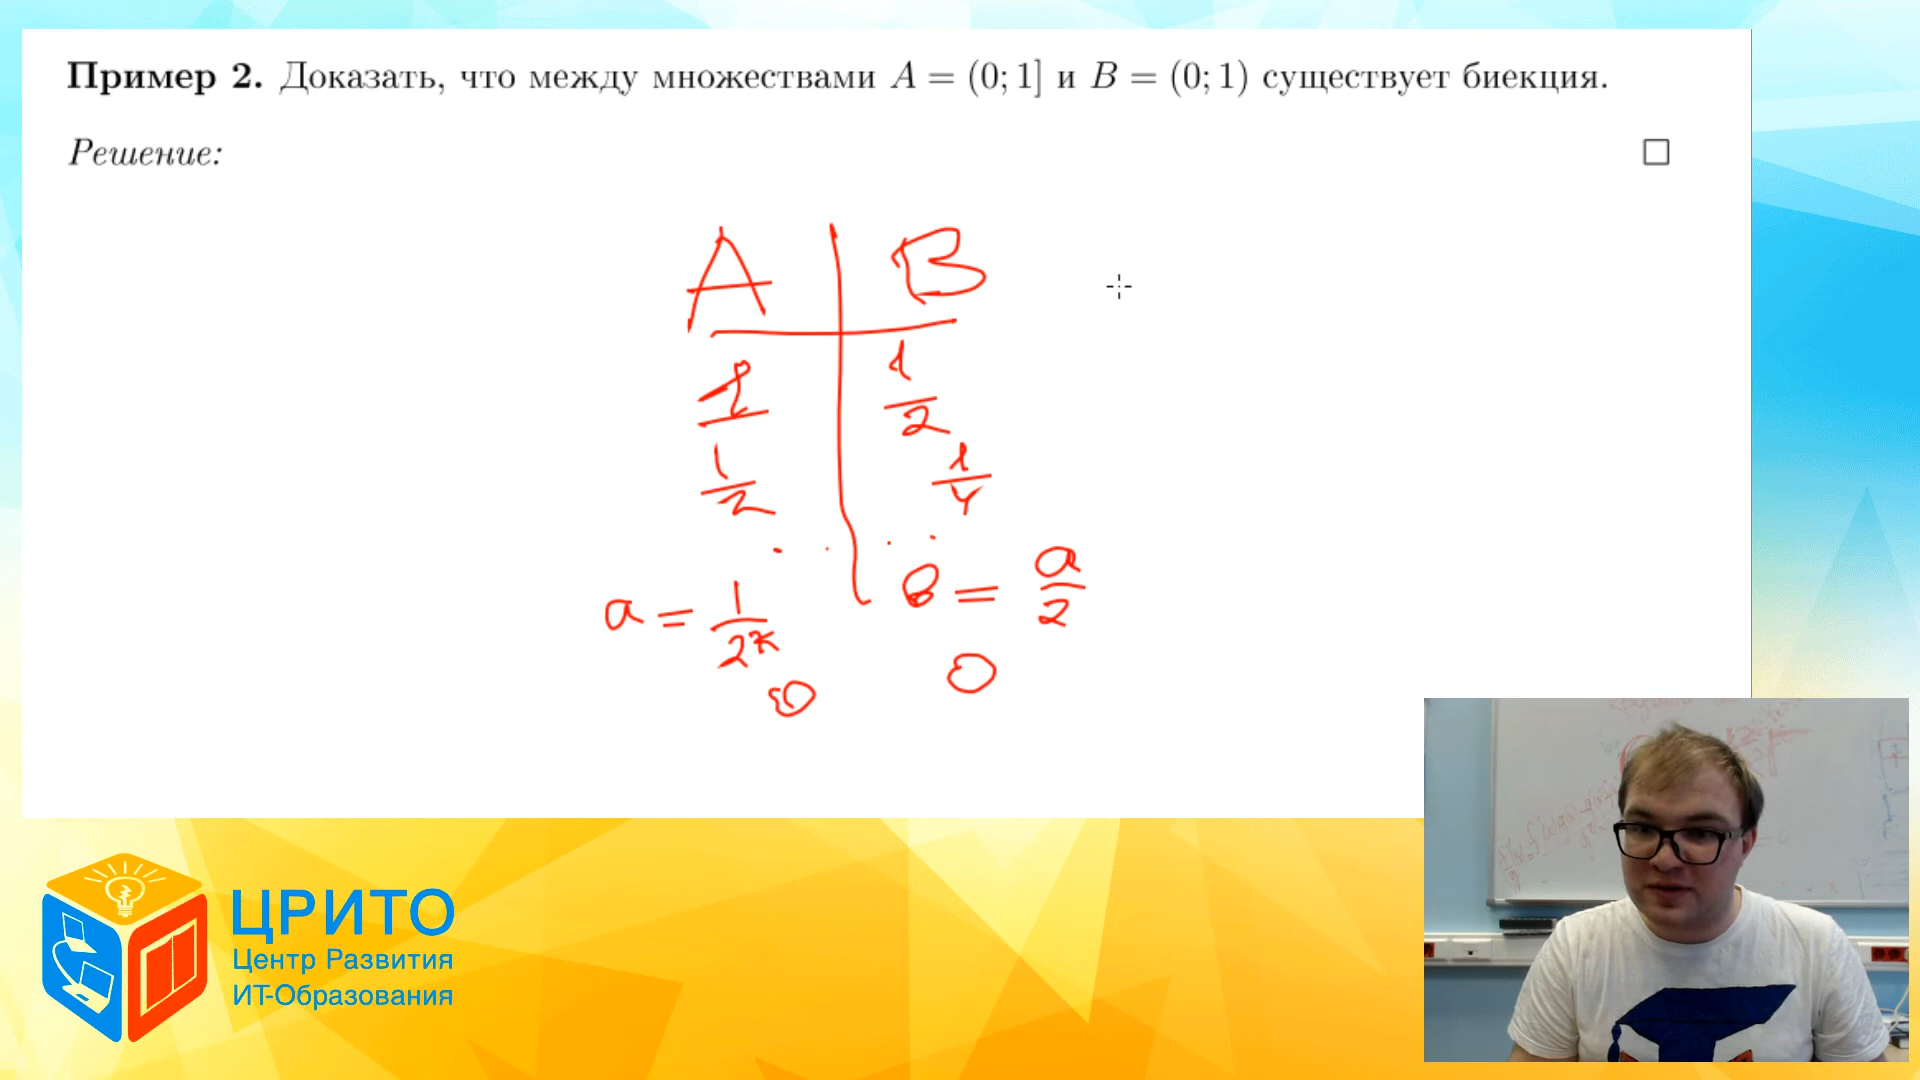 Пример 2. Доказать, что между множествами A = (0; 1] и B = (0; 1) существует биекция.
Решение: □
A B
1 1/2
1/2 1/4
. . . .
a = 1/2^k в = a/2
0 0
ЦРИТО
Центр Развития
ИТ-Образования